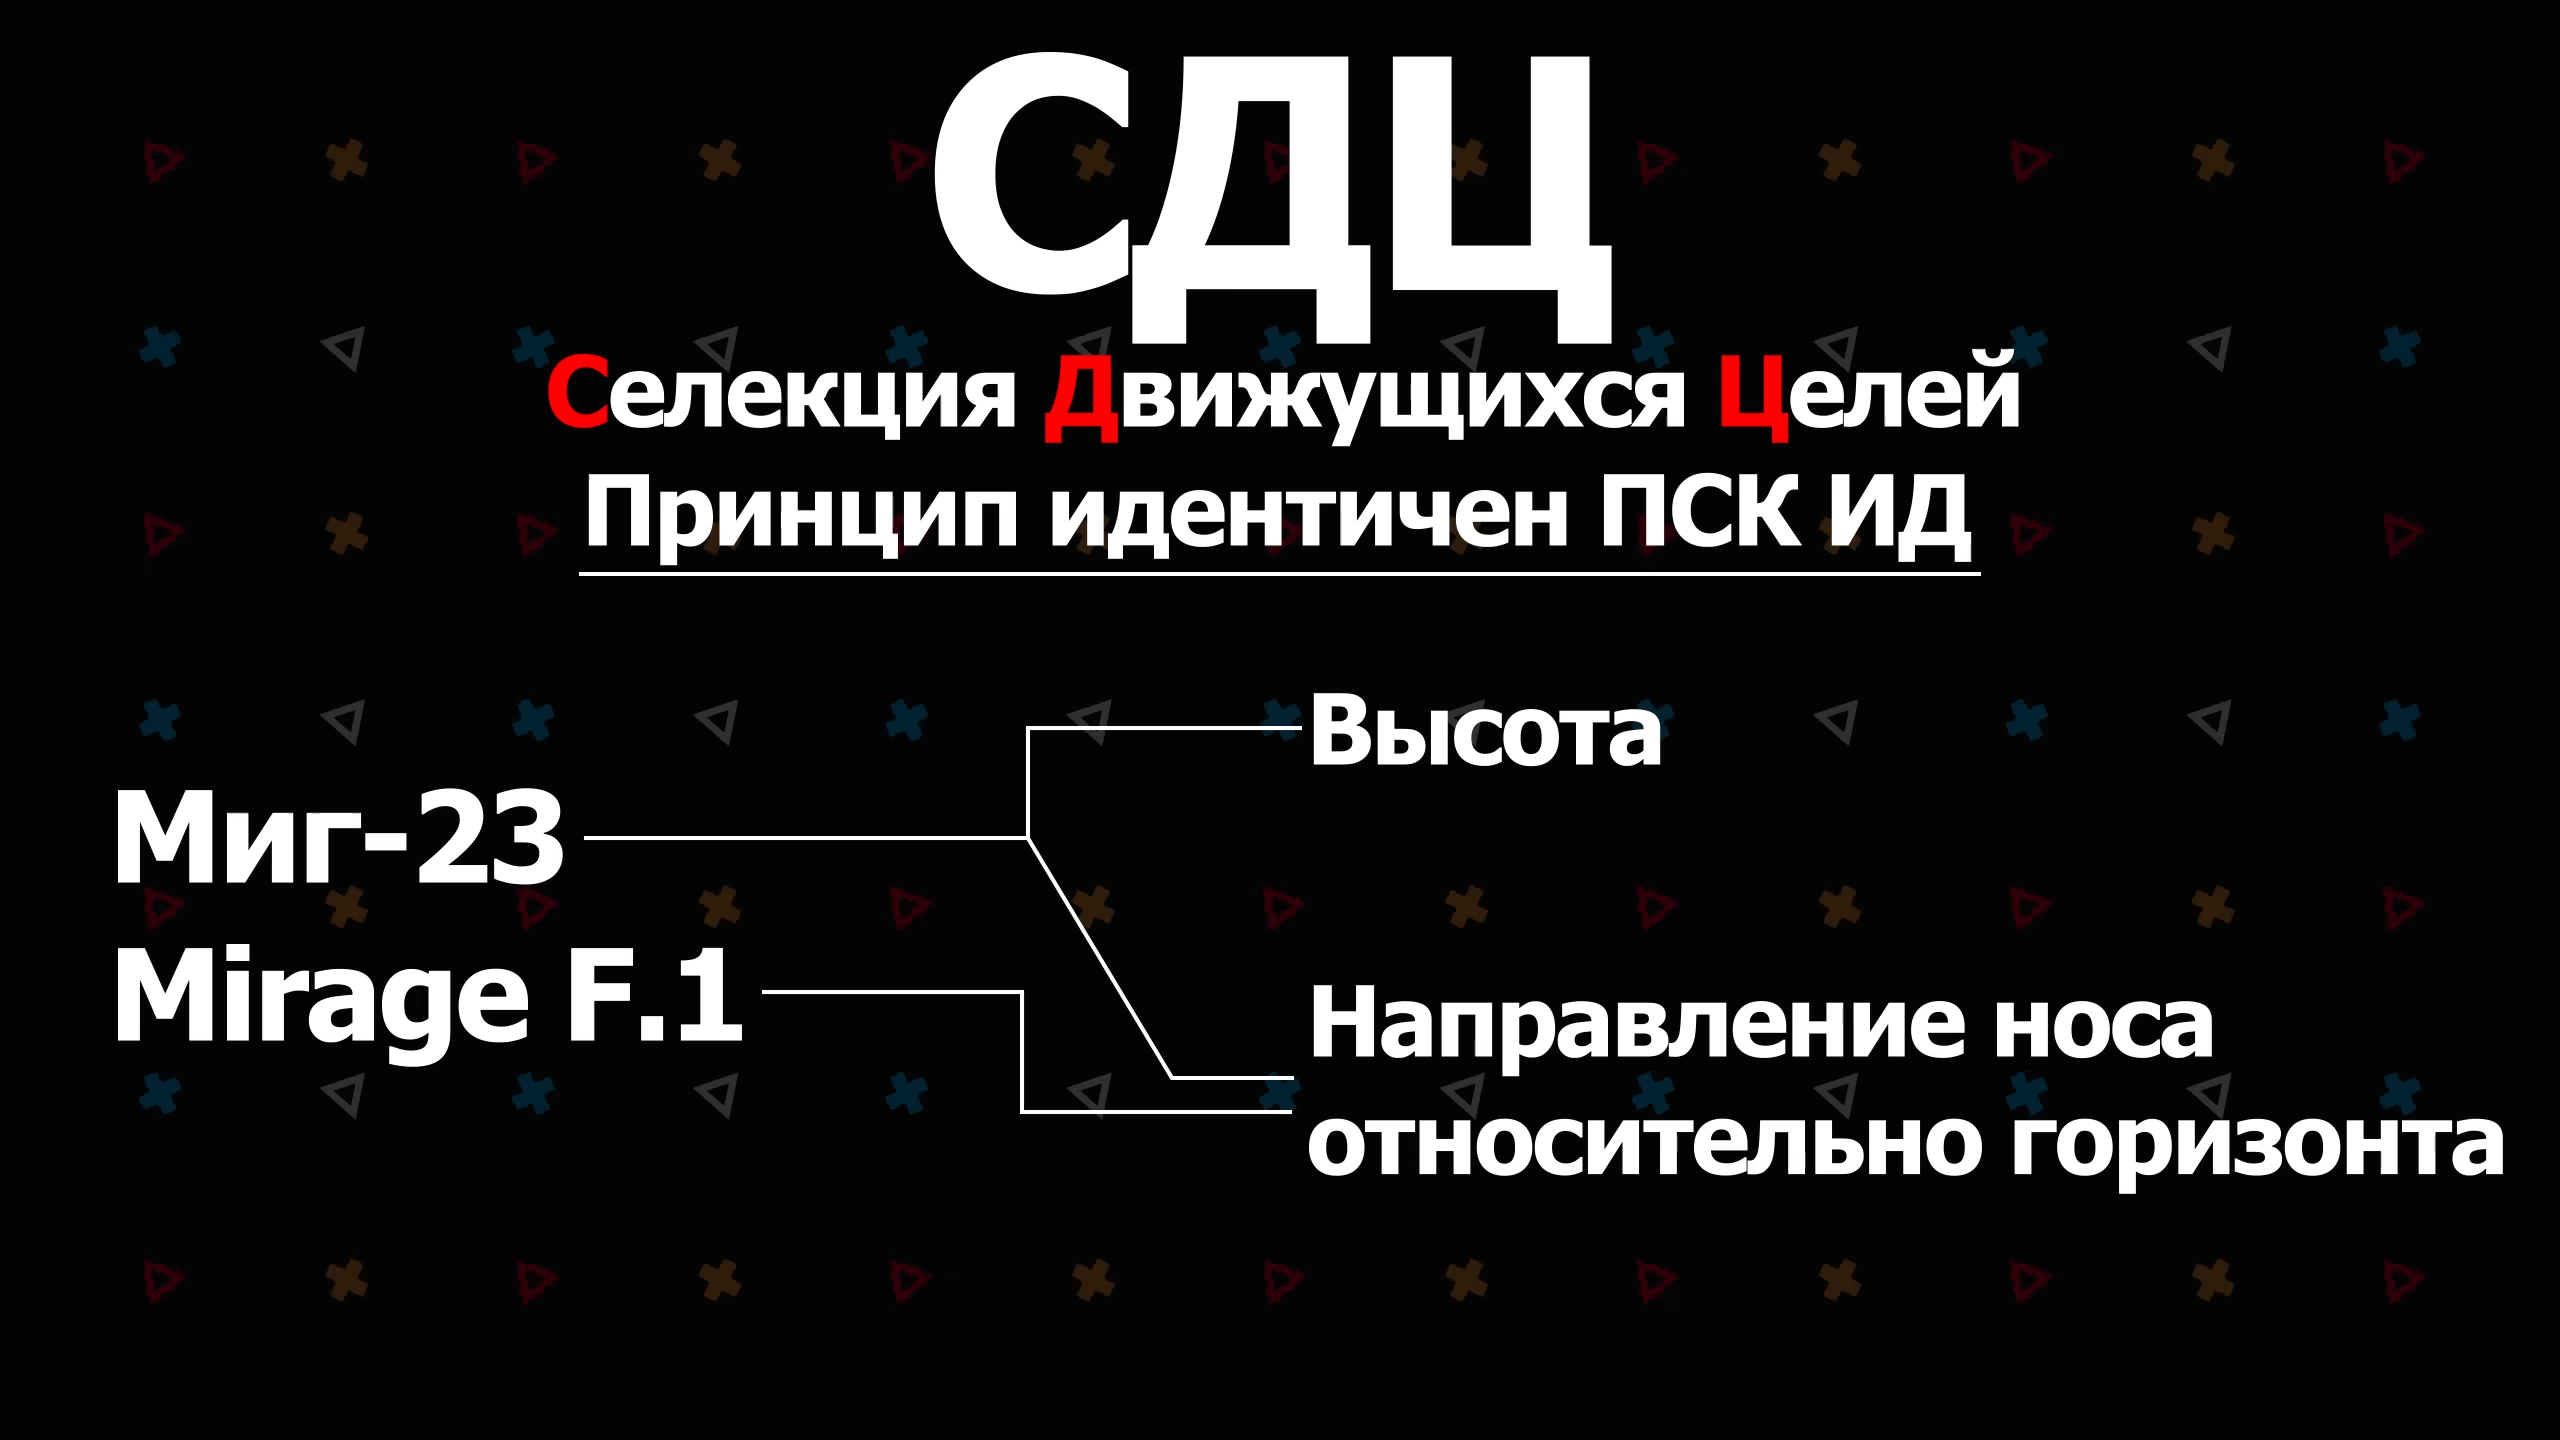 СДЦ
Селекция Движущихся Целей
Принцип идентичен ПСК ИД
Высота
Миг-23
Mirage F.1
Направление носа
относительно горизонта